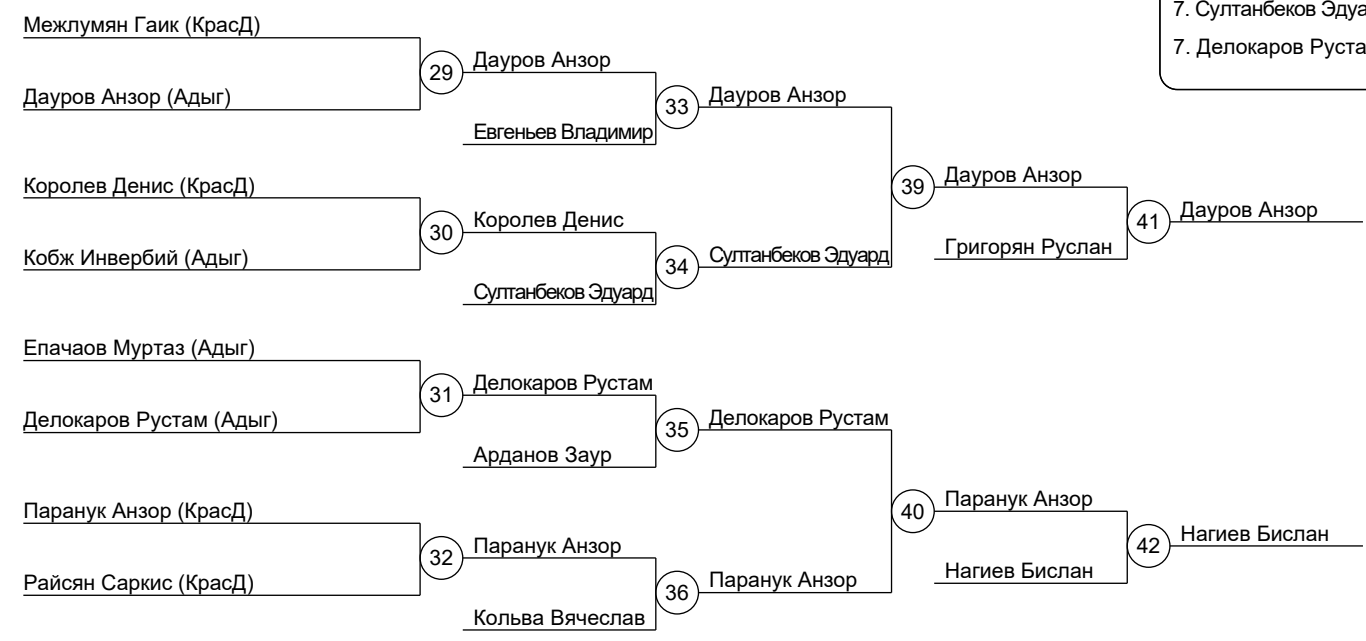 7. Султанбеков Эдуа
7. Делокаров Руста
Межлумян Гаик (КрасД)
29
Дауров Анзор
Дауров Анзор (Адыг)
33
Дауров Анзор
Евгеньев Владимир
Королев Денис (КрасД)
39
Дауров Анзор
30
Королев Денис
41
Дауров Анзор
Кобж Инвербий (Адыг)
34
Султанбеков Эдуард
Григорян Руслан
Султанбеков Эдуард
Епачаов Муртаз (Адыг)
31
Делокаров Рустам
Делокаров Рустам (Адыг)
35
Делокаров Рустам
Арданов Заур
Паранук Анзор (КрасД)
40
Паранук Анзор
32
Паранук Анзор
42
Нагиев Бислан
Райсян Саркис (КрасД)
36
Паранук Анзор
Нагиев Бислан
Кольва Вячеслав